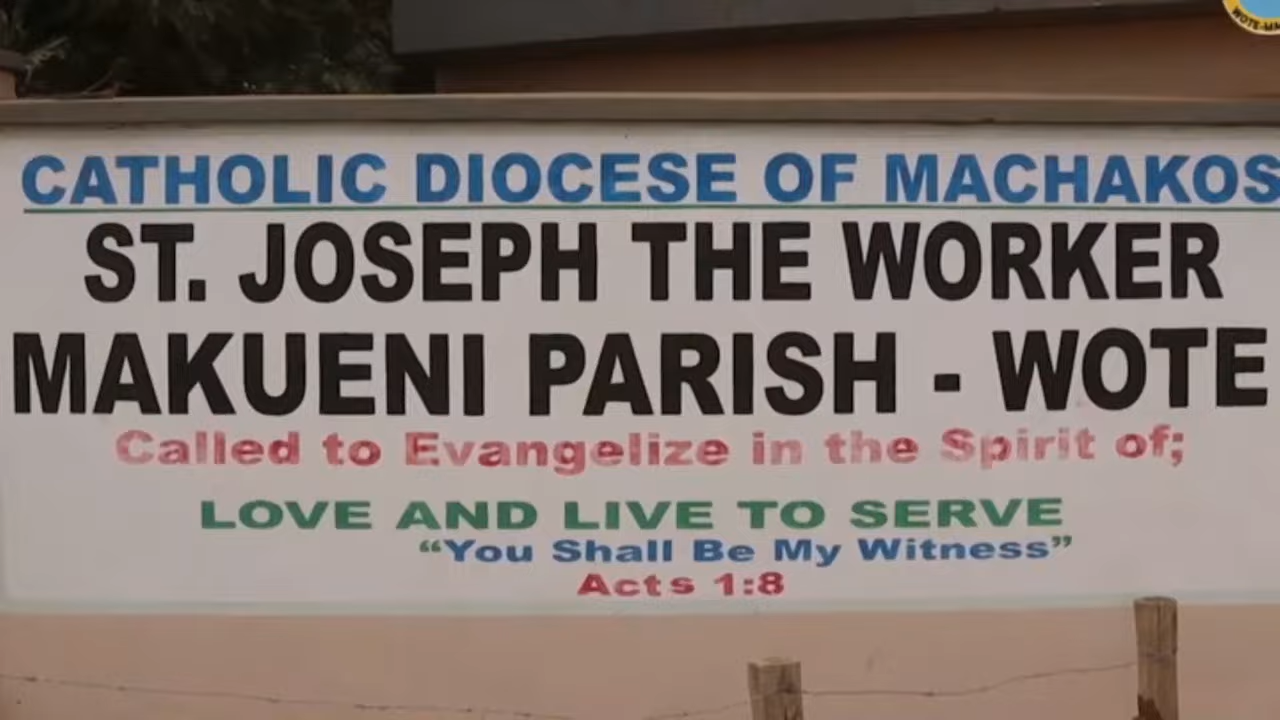 CATHOLIC DIOCESE OF MACHAKOS
ST. JOSEPH THE WORKER
MAKUENI PARISH - WOTE
Called to Evangelize in the Spirit of;
LOVE AND LIVE TO SERVE
“You Shall Be My Witness”
Acts 1:8